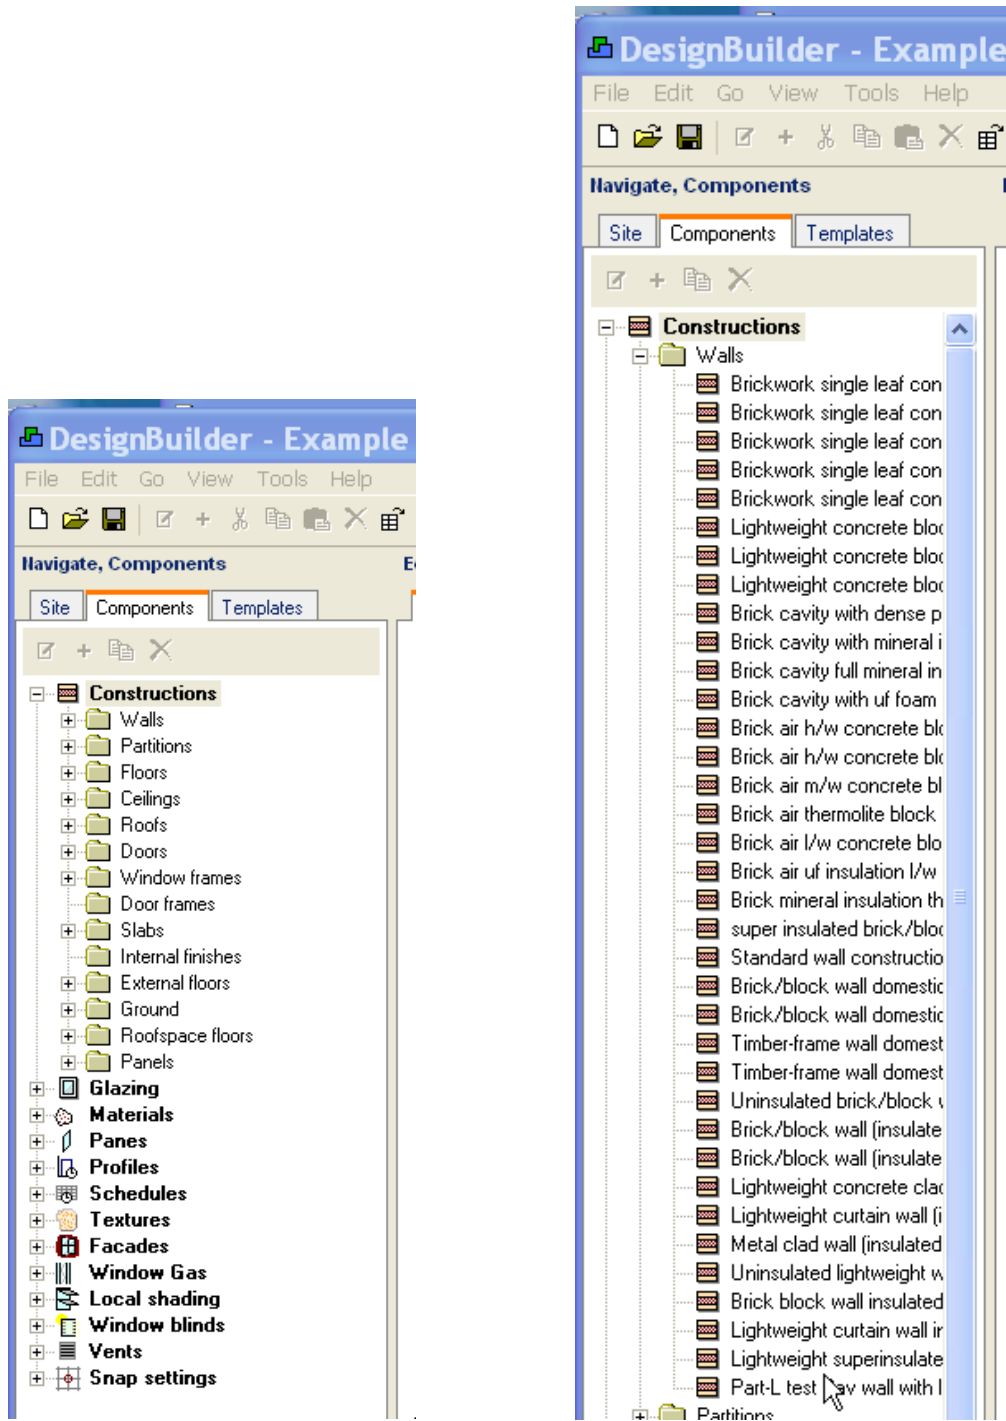 DesignBuilder - Example
File Edit Go View Tools Help
Navigate, Components
Site Components Templates
Constructions
Walls
Partitions
Floors
Ceilings
Roofs
Doors
Window frames
Door frames
Slabs
Internal finishes
External floors
Ground
Roofspace floors
Panels
Glazing
Materials
Panes
Profiles
Schedules
Textures
Facades
Window Gas
Local shading
Window blinds
Vents
Snap settings
DesignBuilder - Example
File Edit Go View Tools Help
Navigate, Components
Site Components Templates
Constructions
Walls
Brickwork single leaf con
Brickwork single leaf con
Brickwork single leaf con
Brickwork single leaf con
Brickwork single leaf con
Lightweight concrete bloc
Lightweight concrete bloc
Lightweight concrete bloc
Brick cavity with dense p
Brick cavity with mineral i
Brick cavity full mineral in
Brick cavity with uf foam
Brick air h/w concrete blo
Brick air h/w concrete blo
Brick air m/w concrete bl
Brick air thermolite block
Brick air l/w concrete blo
Brick air uf insulation l/w
Brick mineral insulation th
super insulated brick/bloc
Standard wall constructio
Brick/block wall domestic
Brick/block wall domestic
Timber-frame wall domest
Timber-frame wall domest
Uninsulated brick/block
Brick/block wall (insulate
Brick/block wall (insulate
Lightweight concrete clad
Lightweight curtain wall (i
Metal clad wall (insulated
Uninsulated lightweight w
Brick block wall insulated
Lightweight curtain wall in
Lightweight superinsulate
Part-L test wall with l
Partitions